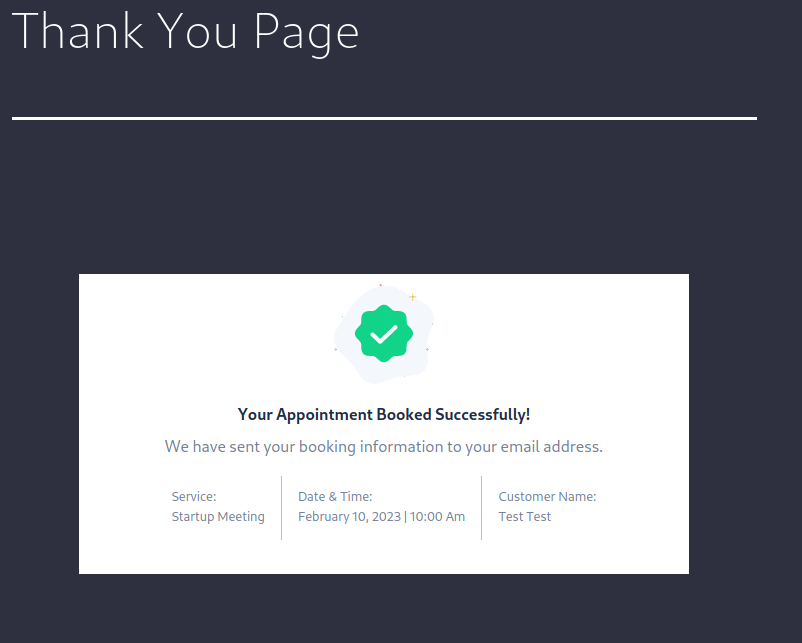 Thank You Page
Your Appointment Booked Successfully!
We have sent your booking information to your email address.
Service:
Startup Meeting
Date & Time:
February 10, 2023 | 10:00 Am
Customer Name:
Test Test